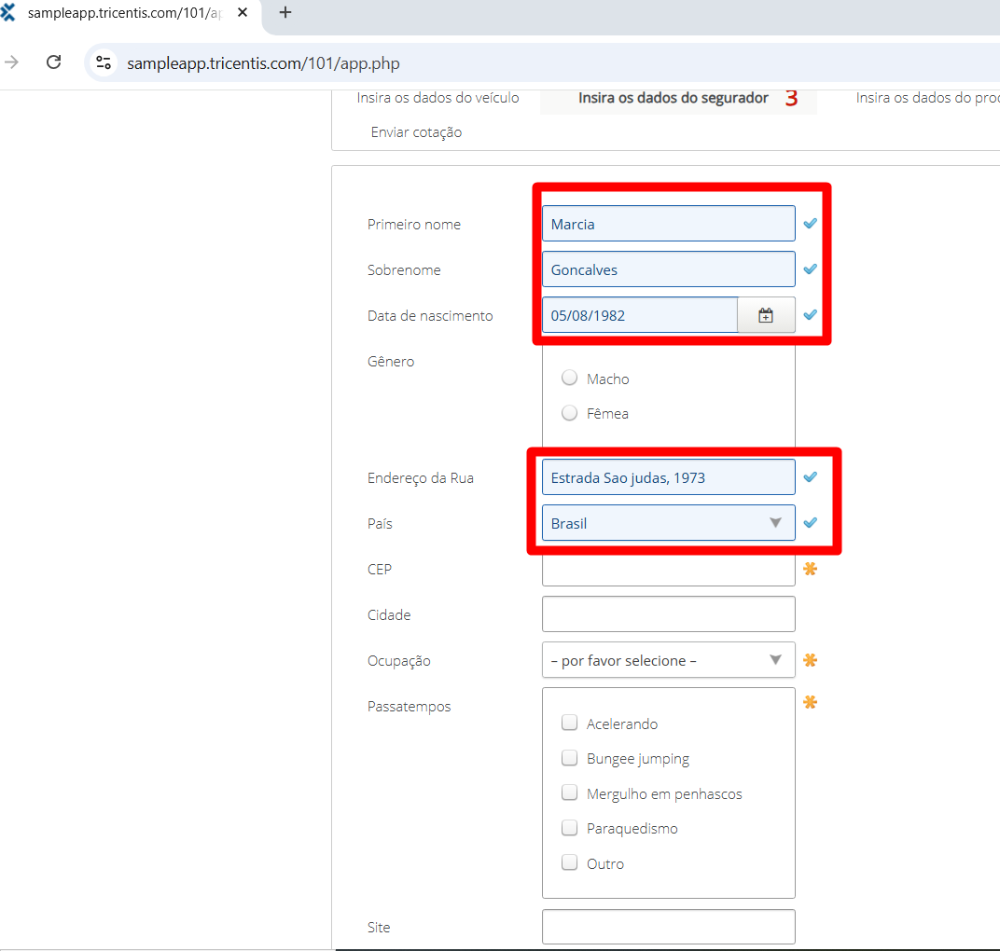 sampleapp.tricentis.com/101/ap
sampleapp.tricentis.com/101/app.php
Insira os dados do veículo
Insira os dados do segurador 3
Insira os dados do
Enviar cotação
Primeiro nome
Marcia
Sobrenome
Goncalves
Data de nascimento
05/08/1982
Gênero
Macho
Fêmea
Endereço da Rua
Estrada Sao judas, 1973
País
Brasil
CEP
Cidade
Ocupação
– por favor selecione –
Passatempos
Acelerando
Bungee jumping
Mergulho em penhascos
Paraquedismo
Outro
Site